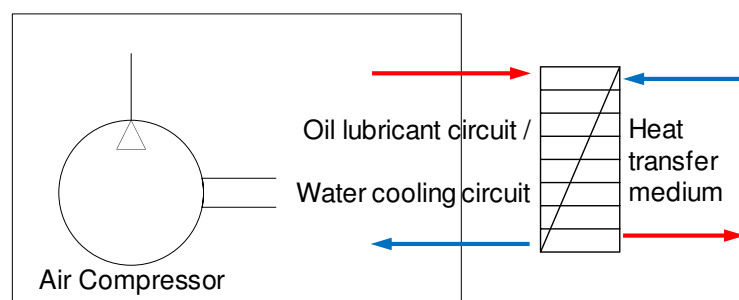 Oil lubricant circuit /
Water cooling circuit
Heat
transfer
medium
Air Compressor